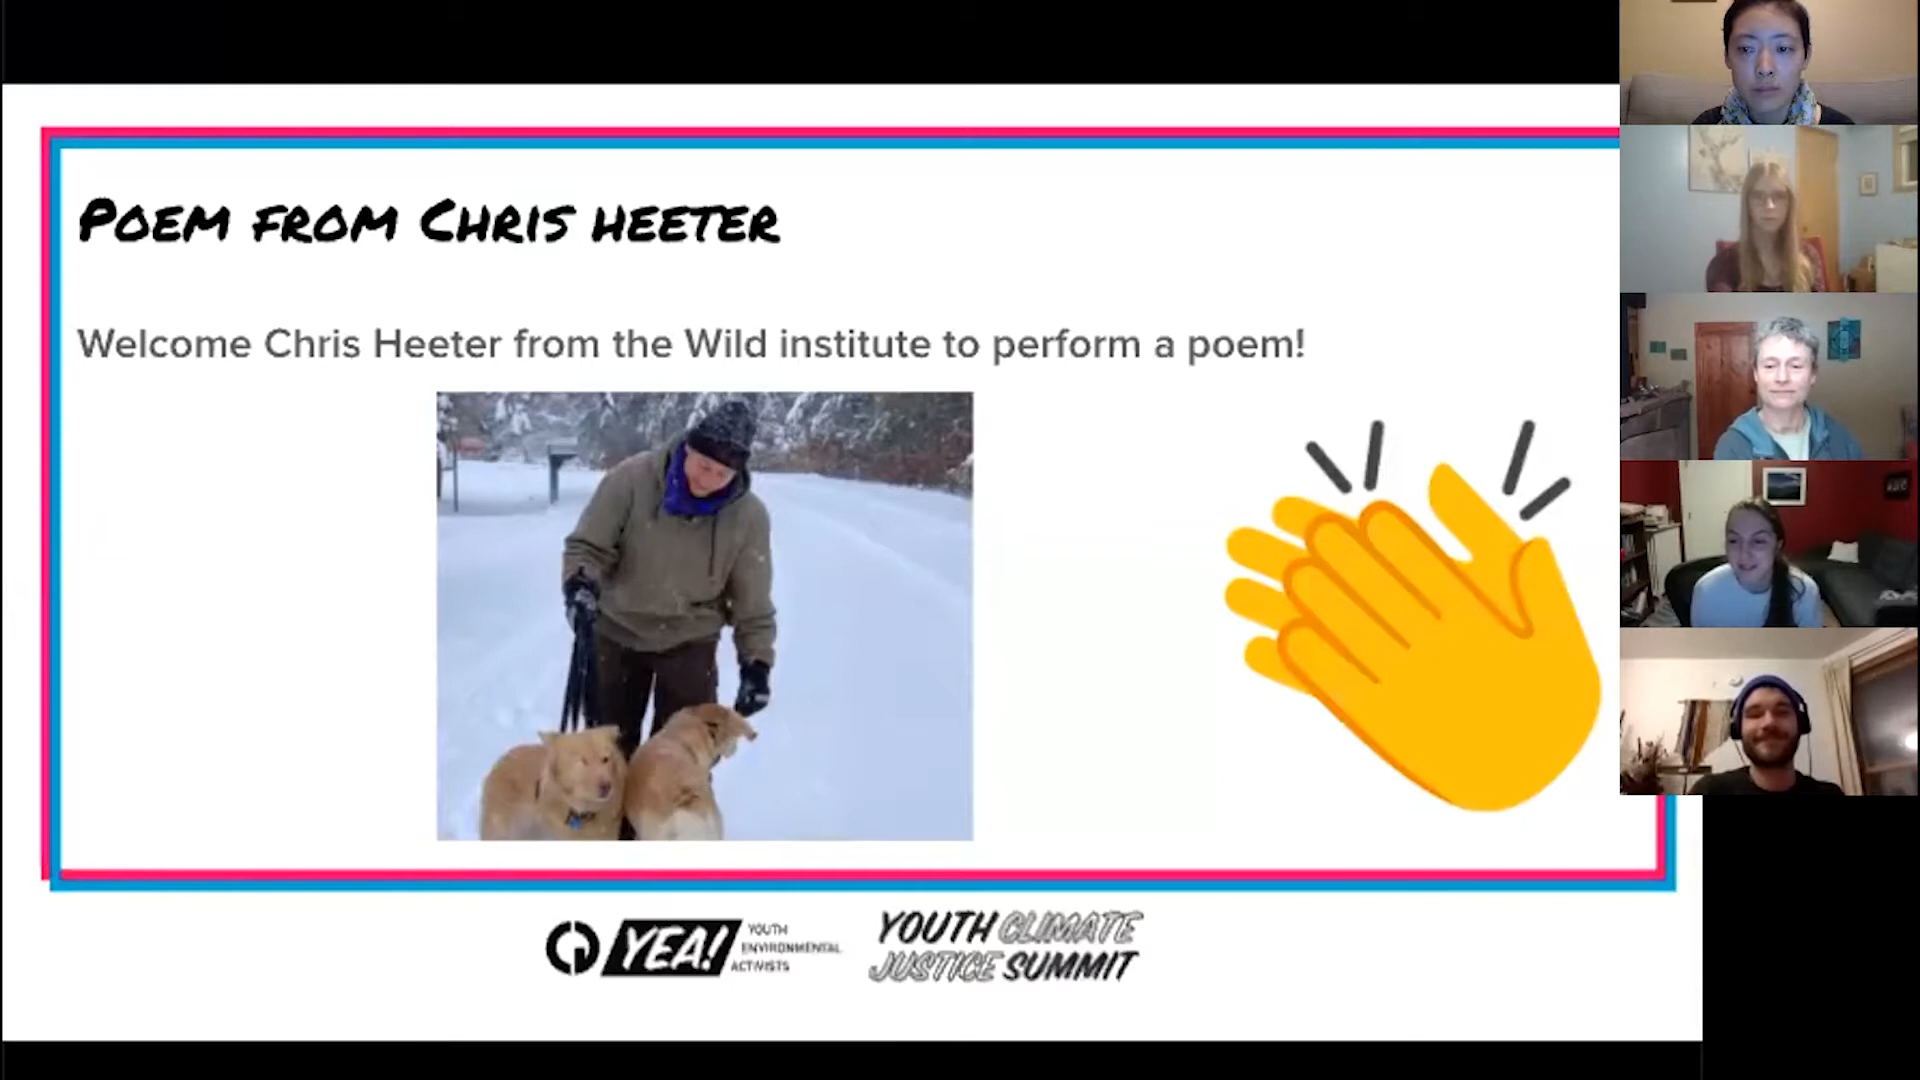 Poem from Chris Heeter
Welcome Chris Heeter from the Wild institute to perform a poem!
YEA!
YOUTH
ENVIRONMENTAL
ACTIVISTS
YOUTH CLIMATE
JUSTICE SUMMIT